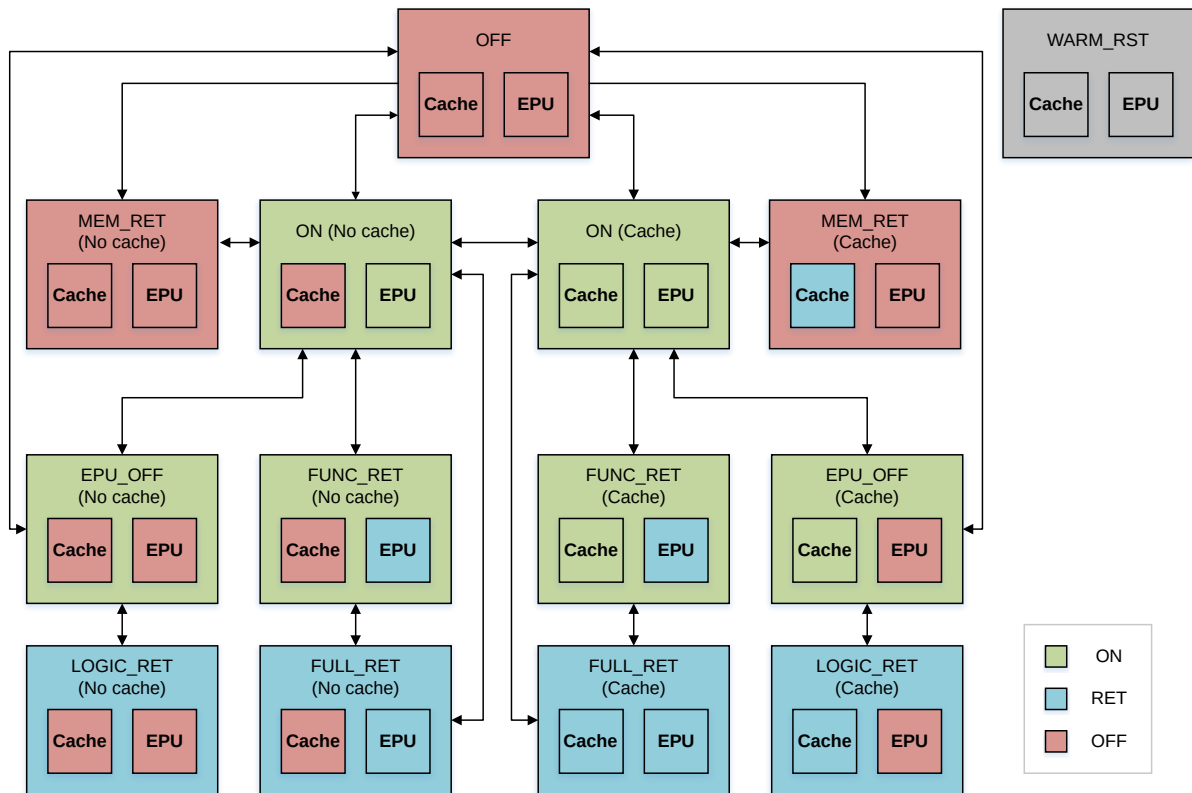 OFF
Cache
EPU
WARM_RST
Cache
EPU
MEM_RET
(No cache)
Cache
EPU
ON (No cache)
Cache
EPU
ON (Cache)
Cache
EPU
MEM_RET
(Cache)
Cache
EPU
EPU_OFF
(No cache)
Cache
EPU
FUNC_RET
(No cache)
Cache
EPU
FUNC_RET
(Cache)
Cache
EPU
EPU_OFF
(Cache)
Cache
EPU
LOGIC_RET
(No cache)
Cache
EPU
FULL_RET
(No cache)
Cache
EPU
FULL_RET
(Cache)
Cache
EPU
LOGIC_RET
(Cache)
Cache
EPU
ON
RET
OFF